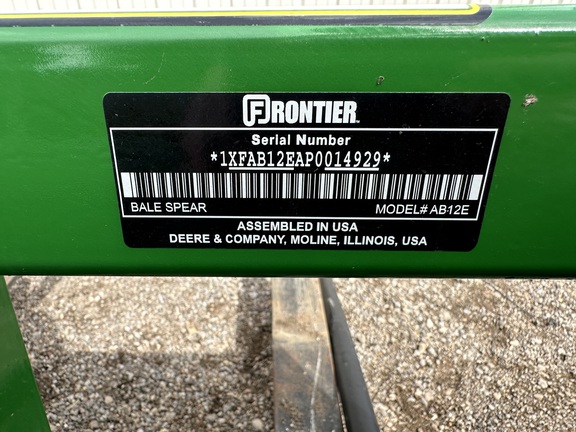 FRONTIER
Serial Number
*1XFAB12EAP0014929*
BALE SPEAR MODEL# AB12E
ASSEMBLED IN USA
DEERE & COMPANY, MOLINE, ILLINOIS, USA